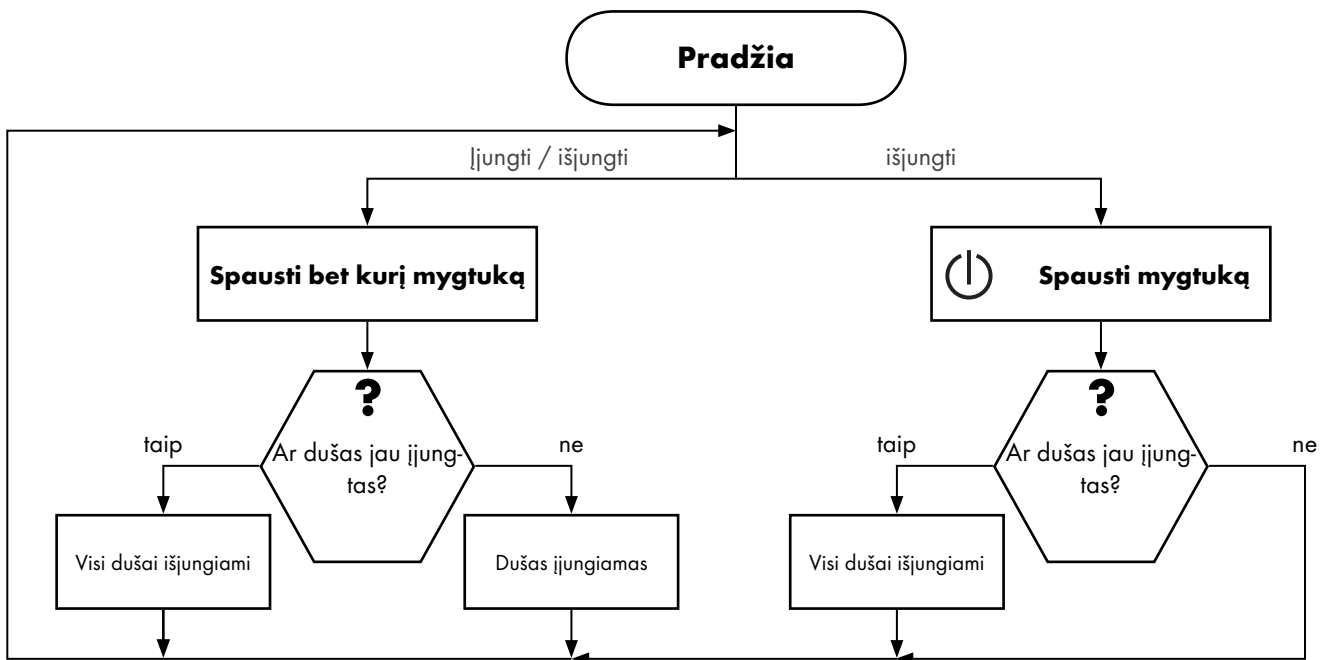 Pradžia
Įjungti / išjungti
išjungti
Spausti bet kurį mygtuką
Spausti mygtuką
?
Ar dušas jau įjung-
tas?
taip
ne
?
Ar dušas jau įjung-
tas?
taip
ne
Visi dušai išjungiami
Dušas įjungiamas
Visi dušai išjungiami